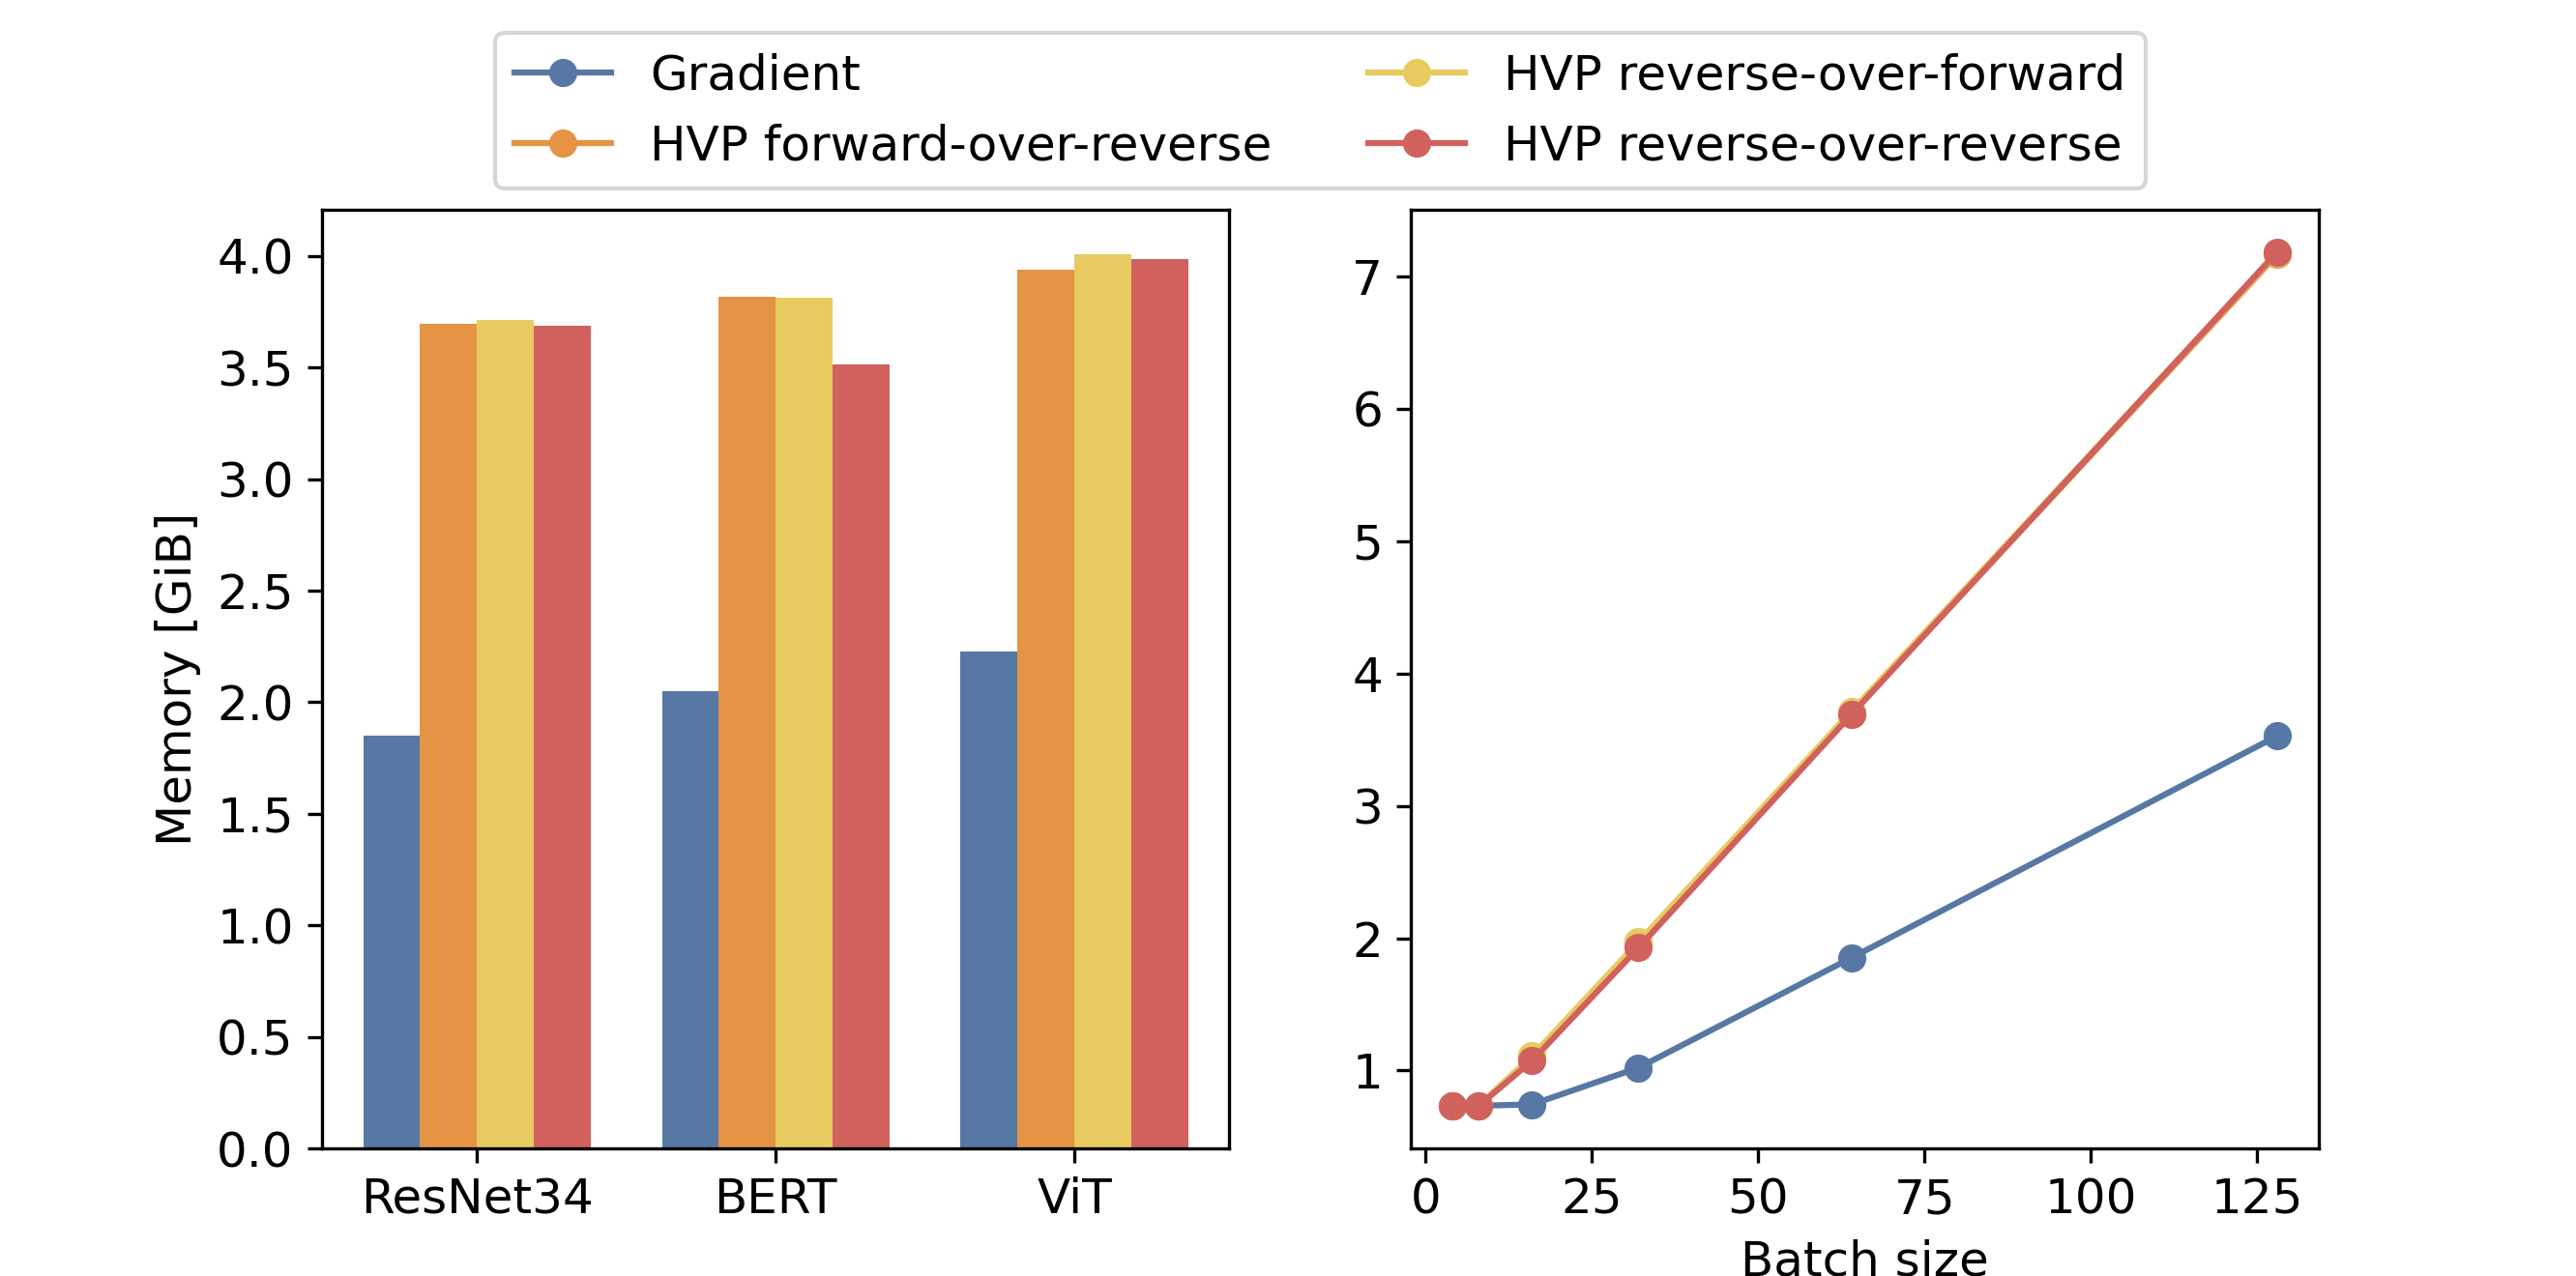 Gradient
HVP forward-over-reverse
HVP reverse-over-forward
HVP reverse-over-reverse
Memory [GiB]
4.0
3.5
3.0
2.5
2.0
1.5
1.0
0.5
0.0
ResNet34 BERT ViT
7
6
5
4
3
2
1
0 25 50 75 100 125
Batch size